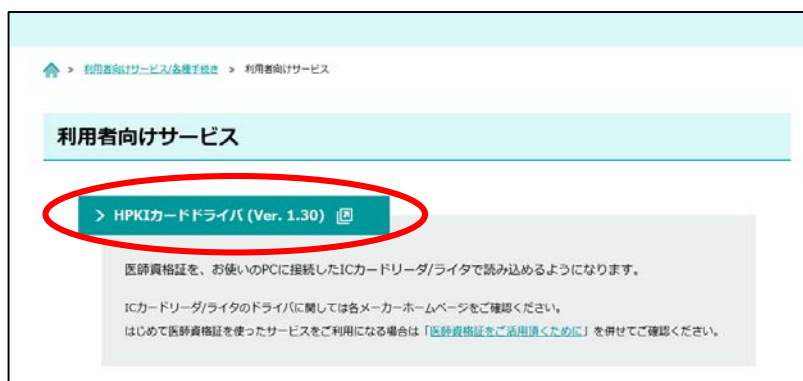 > 利用者向けサービス/各種手続き > 利用者向けサービス
利用者向けサービス
> HPKIカードドライバ (Ver. 1.30)
医師資格証を、お使いのPCに接続したICカードリーダ/ライタで読み込めるようになります。
ICカードリーダ/ライタのドライバに関しては各メーカーホームページをご確認ください。
はじめて医師資格証を使ったサービスをご利用になる場合は「医師資格証をご活用頂くために」を併せてご確認ください。